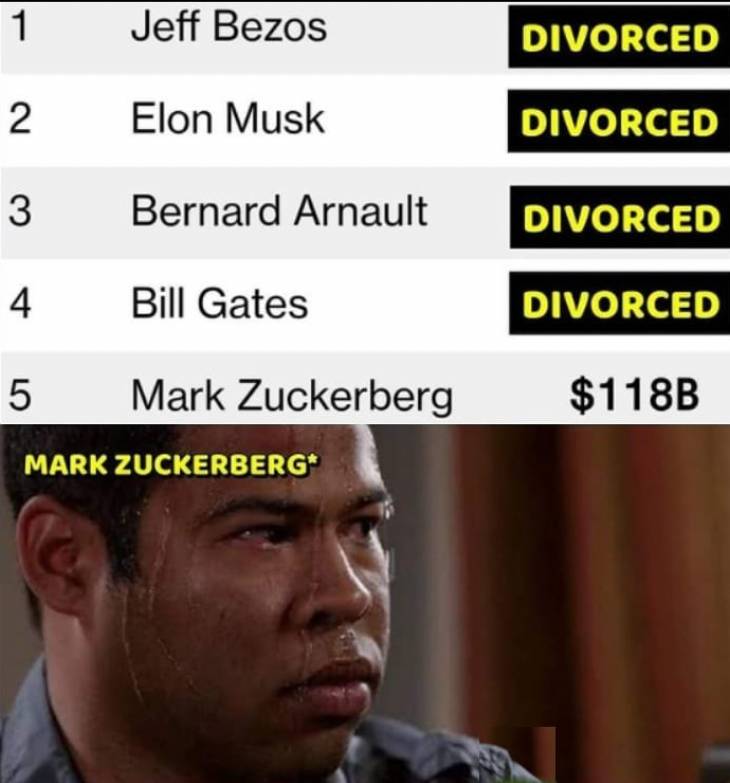 1 Jeff Bezos DIVORCED
2 Elon Musk DIVORCED
3 Bernard Arnault DIVORCED
4 Bill Gates DIVORCED
5 Mark Zuckerberg $118B
MARK ZUCKERBERG*